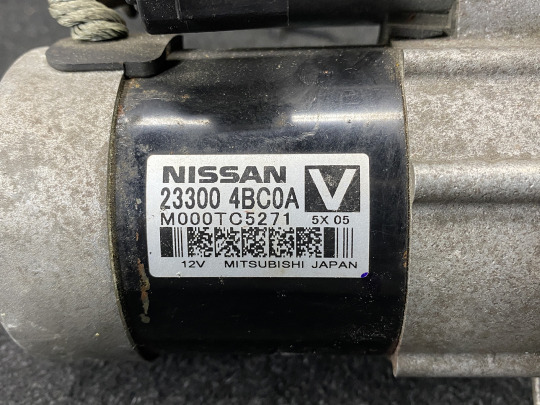 NISSAN V
23300 4BC0A
M000TC5271 5X 05
12V MITSUBISHI JAPAN